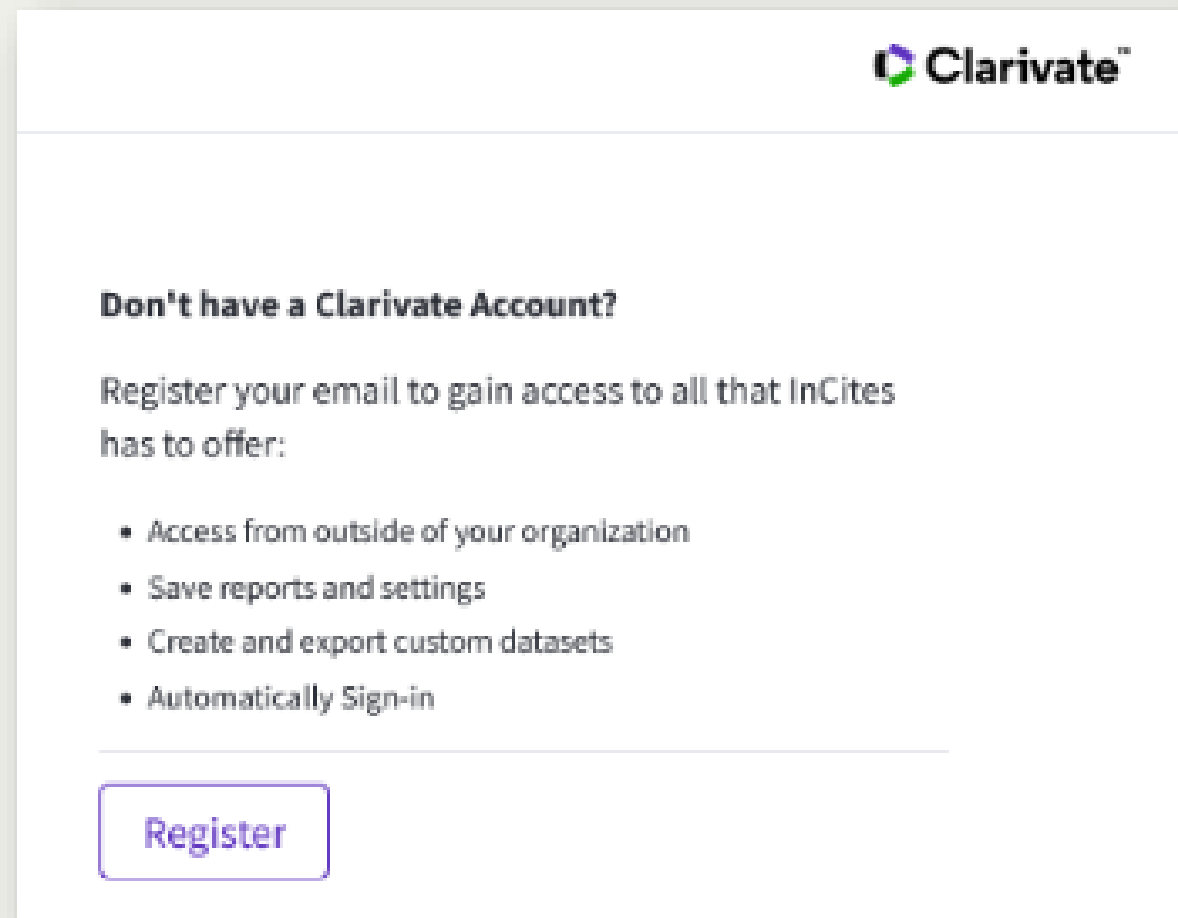 Clarivate™
Don't have a Clarivate Account?
Register your email to gain access to all that InCites
has to offer:
• Access from outside of your organization
• Save reports and settings
• Create and export custom datasets
• Automatically Sign-in
Register